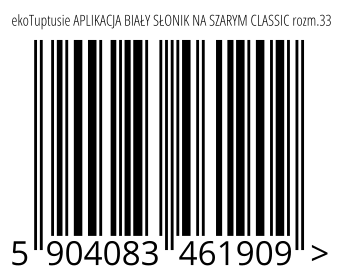 ekoTuptusie APLIKACJA BIAŁY SŁONIK NA SZARYM CLASSIC rozm.33
5 904083 461909 >